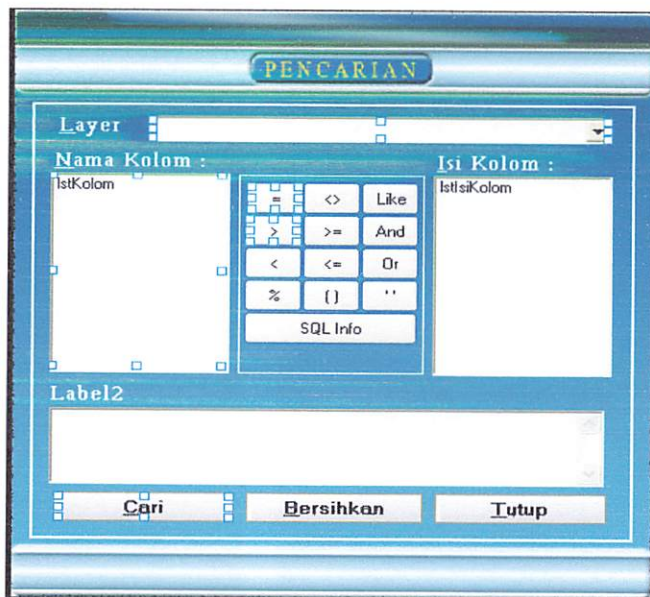 PENCARIAN
Layer
Nama Kolom :
Isi Kolom :
lstKolom
lstIsiKolom
= <> Like
> >= And
< <= Or
% () ''
SQL Info
Label2
Cari Bersihkan Tutup